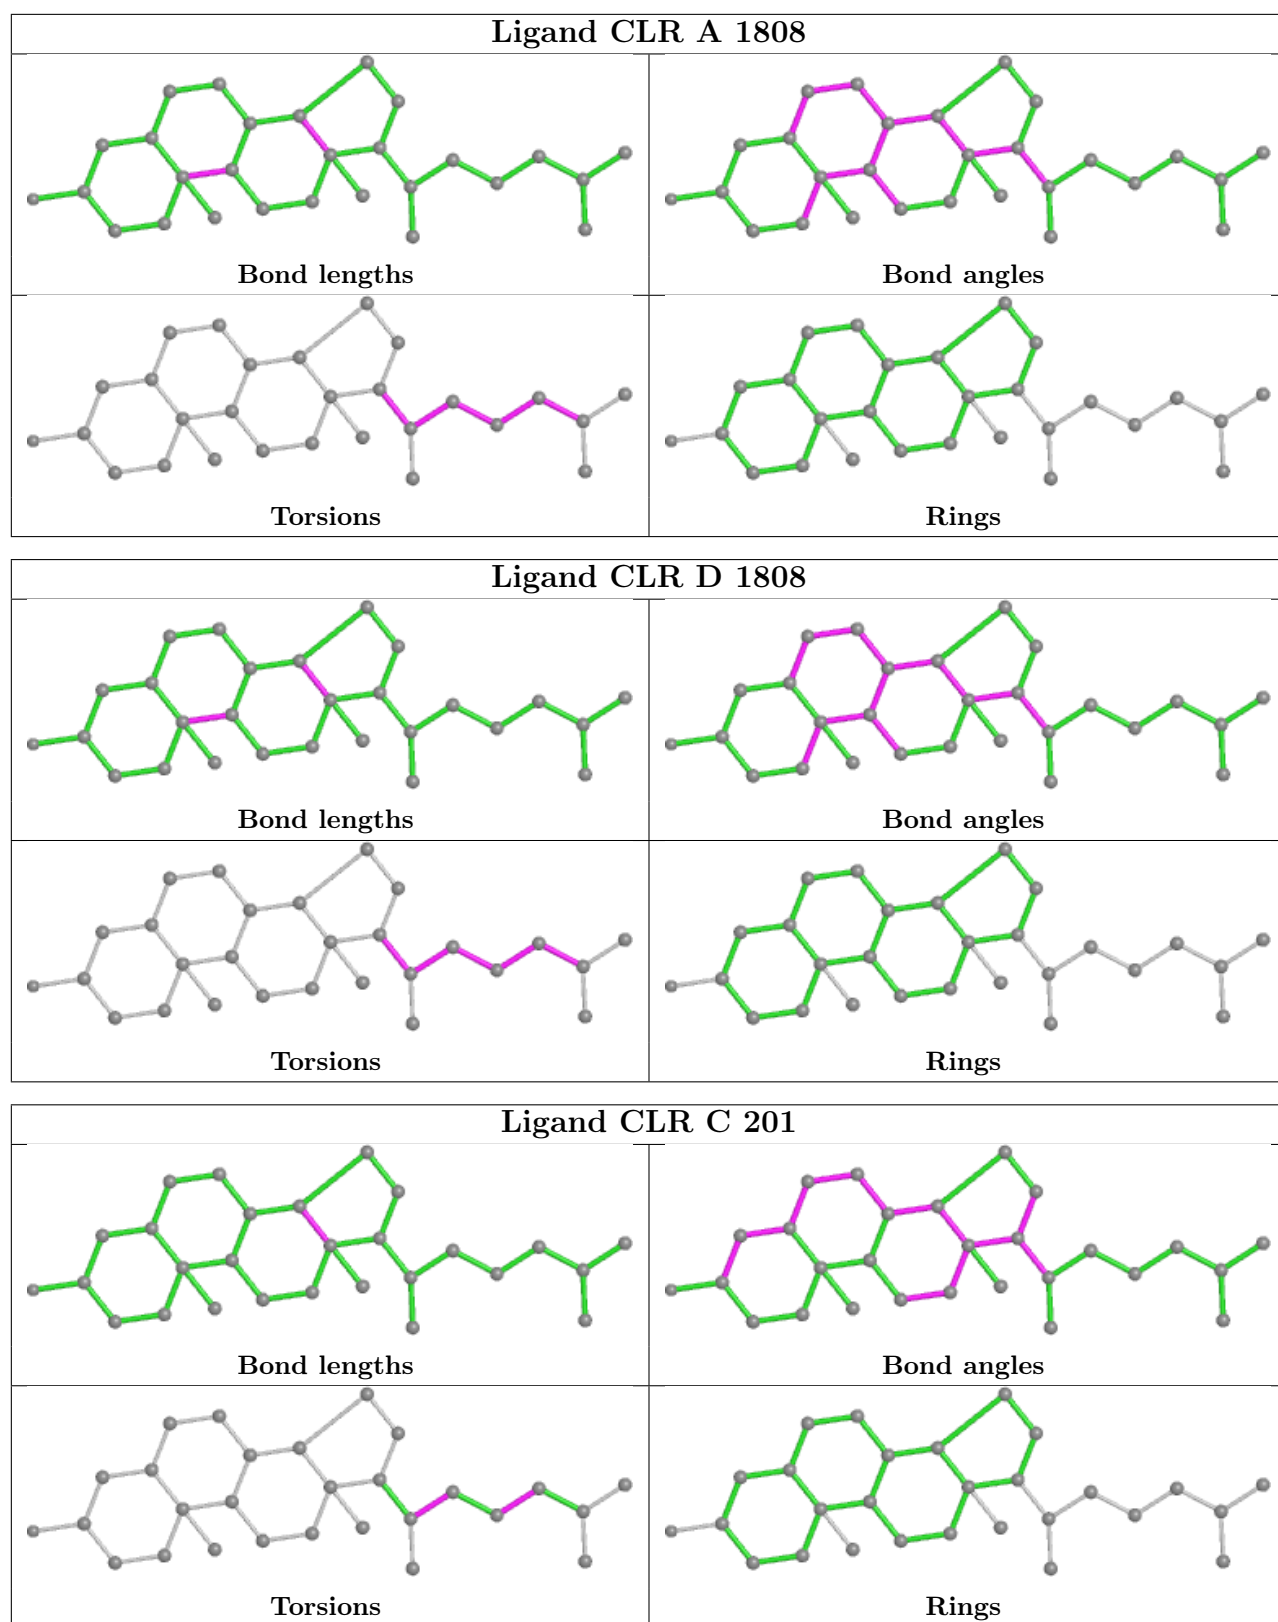 Ligand CLR A 1808
Bond lengths
Bond angles
Torsions
Rings
Ligand CLR D 1808
Bond lengths
Bond angles
Torsions
Rings
Ligand CLR C 201
Bond lengths
Bond angles
Torsions
Rings